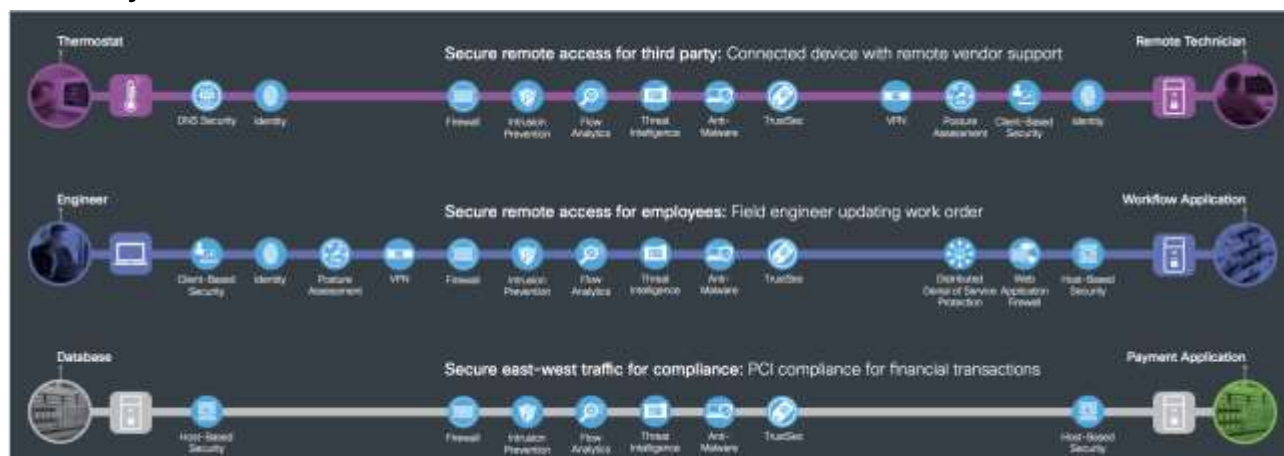 Thermostat
Remote Technician
Secure remote access for third party: Connected device with remote vendor support
DNS Security
Identity
Firewall
Intrusion
Prevention
Flow
Analytics
Threat
Intelligence
Anti-
Malware
TrustSec
VPN
Posture
Assessment
Client-Based
Security
Identity
Engineer
Workflow Application
Secure remote access for employees: Field engineer updating work order
Client-Based
Security
Identity
Posture
Assessment
VPN
Firewall
Intrusion
Prevention
Flow
Analytics
Threat
Intelligence
Anti-
Malware
TrustSec
Distributed
Denial of Service
Protection
Web
Application
Firewall
Host-Based
Security
Database
Payment Application
Secure east-west traffic for compliance: PCI compliance for financial transactions
Host-Based
Security
Firewall
Intrusion
Prevention
Flow
Analytics
Threat
Intelligence
Anti-
Malware
TrustSec
Host-Based
Security